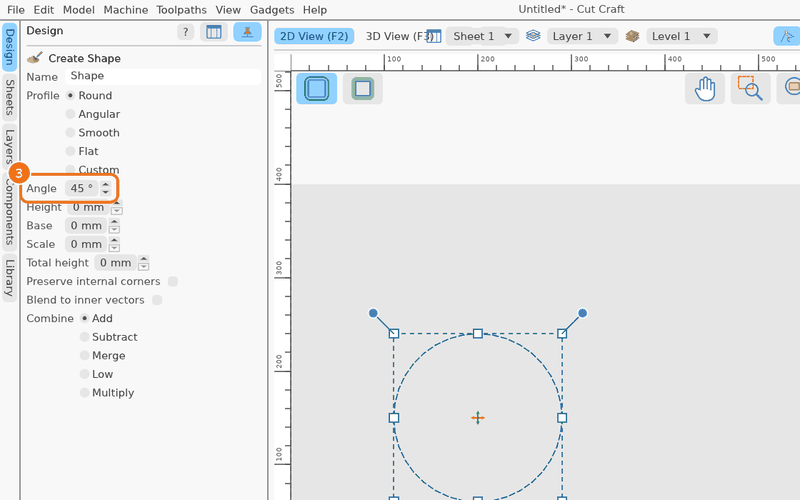 File Edit Model Machine Toolpaths View Gadgets Help Untitled* - Cut Craft
Design ?
2D View (F2) 3D View (F3) Sheet 1 Layer 1 Level 1
Design
Sheets
Layers
Components
Library
Create Shape
Name Shape
Profile Round
Angular
Smooth
Flat
Custom
3
Angle 45 °
Height 0 mm
Base 0 mm
Scale 0 mm
Total height 0 mm
Preserve internal corners
Blend to inner vectors
Combine Add
Subtract
Merge
Low
Multiply
100 200 300 400 500
500
400
300
200
100